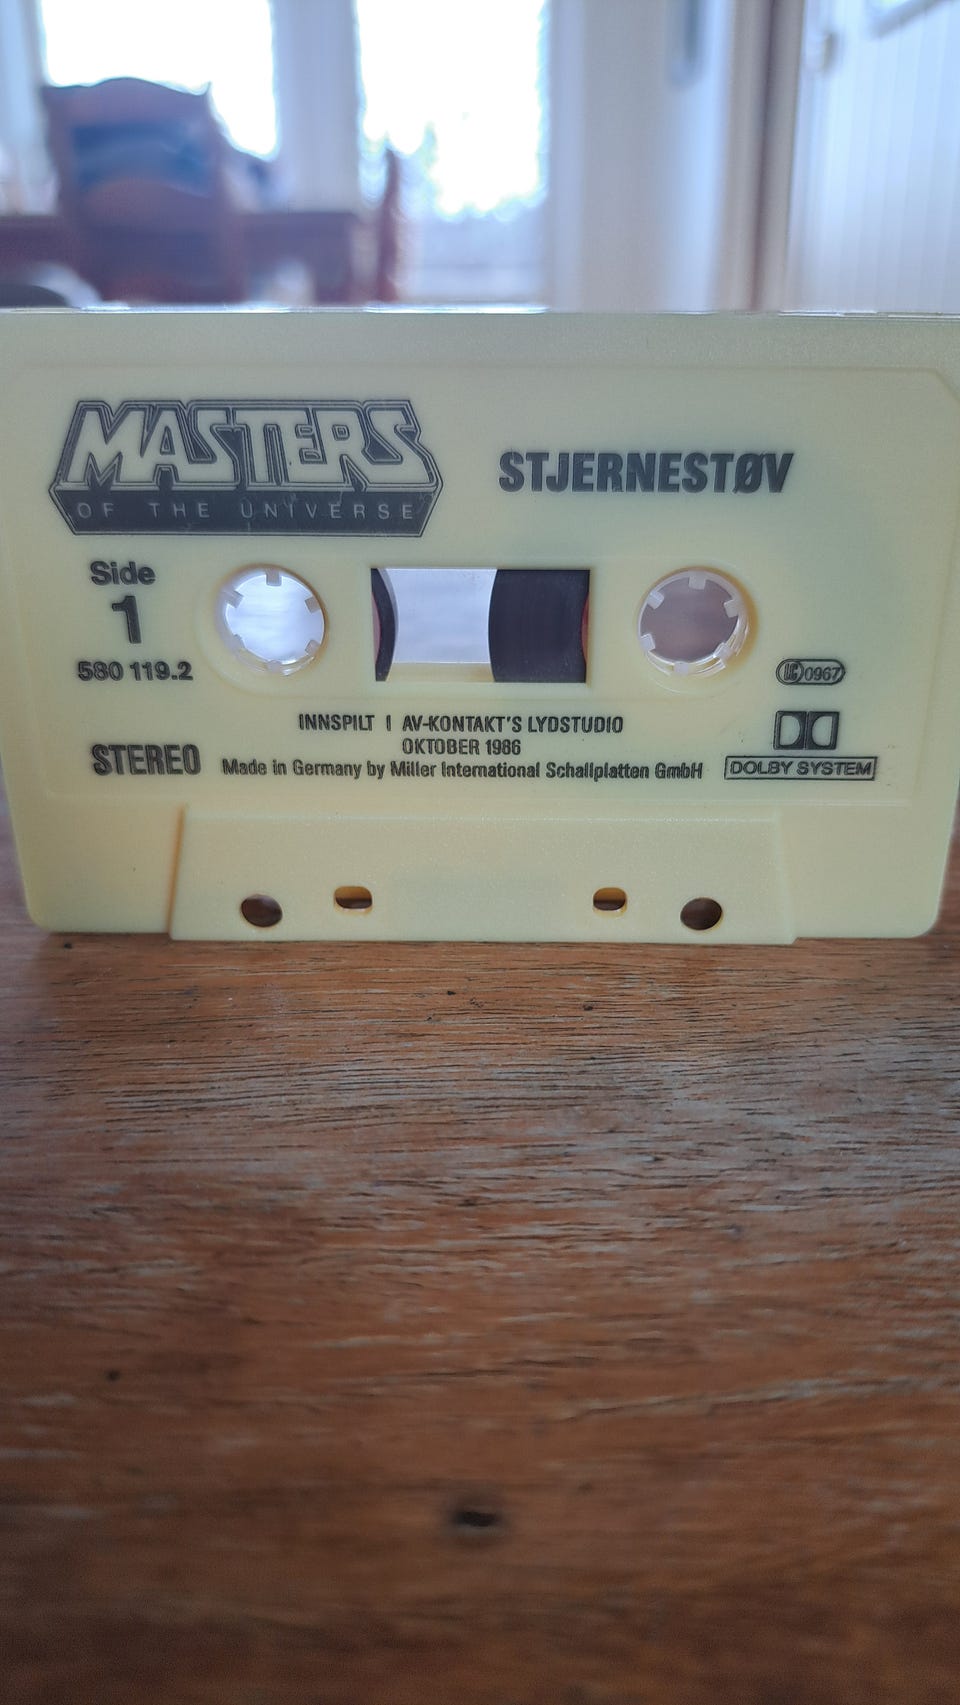 MASTERS
OF THE UNIVERSE
STJERNESTØV
Side
1
580 119.2
LC 0967
INNSPILT I AV-KONTAKT'S LYDSTUDIO
OKTOBER 1986
STEREO
Made in Germany by Miller International Schallplatten GmbH
DOLBY SYSTEM